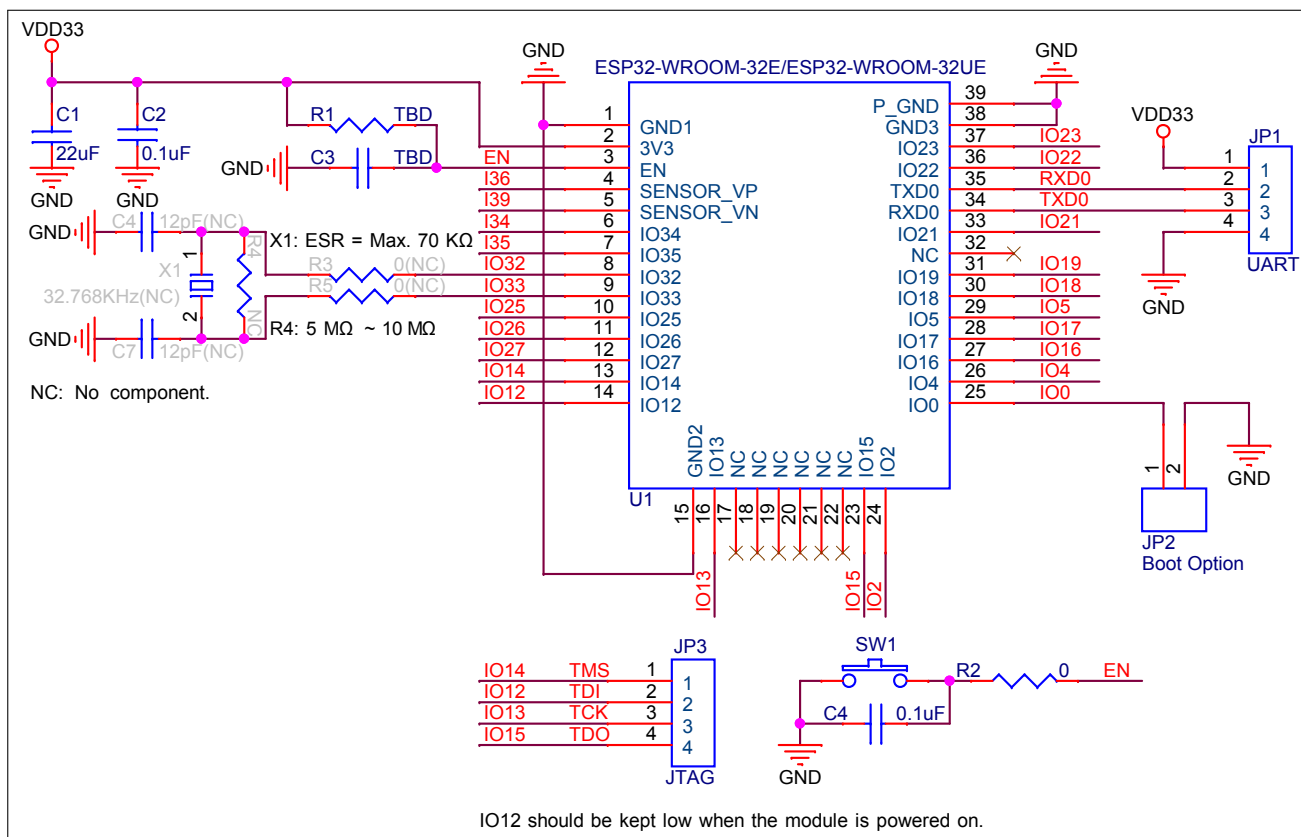 VDD33
C1
22uF
GND
C2
0.1uF
GND
R1 TBD
GND C3 TBD
GND C4 12pF(NC)
X1
1
2
32.768KHz(NC)
R4
NC
GND C7 12pF(NC)
X1: ESR = Max. 70 KΩ
R3 0(NC)
R5 0(NC)
R4: 5 MΩ ~ 10 MΩ
NC: No component.
GND
ESP32-WROOM-32E/ESP32-WROOM-32UE
1 GND1
2 3V3
EN 3 EN
I36 4 SENSOR_VP
I39 5 SENSOR_VN
I34 6 IO34
I35 7 IO35
IO32 8 IO32
IO33 9 IO33
IO25 10 IO25
IO26 11 IO26
IO27 12 IO27
IO14 13 IO14
IO12 14 IO12
GND
P_GND 39
GND3 38
IO23 37 IO23
IO22 36 IO22
TXD0 35 RXD0
RXD0 34 TXD0
IO21 33 IO21
NC 32
IO19 31 IO19
IO18 30 IO18
IO5 29 IO5
IO17 28 IO17
IO16 27 IO16
IO4 26 IO4
IO0 25 IO0
GND2 IO13 NC NC NC NC NC NC IO15 IO2
U1
15 16 17 18 19 20 21 22 23 24
IO13 IO15 IO2
VDD33
JP1
1 1
2 2
3 3
4 4
UART
GND
1 2
GND
JP2
Boot Option
JP3
IO14 TMS 1 1
IO12 TDI 2 2
IO13 TCK 3 3
IO15 TDO 4 4
JTAG
SW1
R2 0 EN
C4 0.1uF
GND
IO12 should be kept low when the module is powered on.